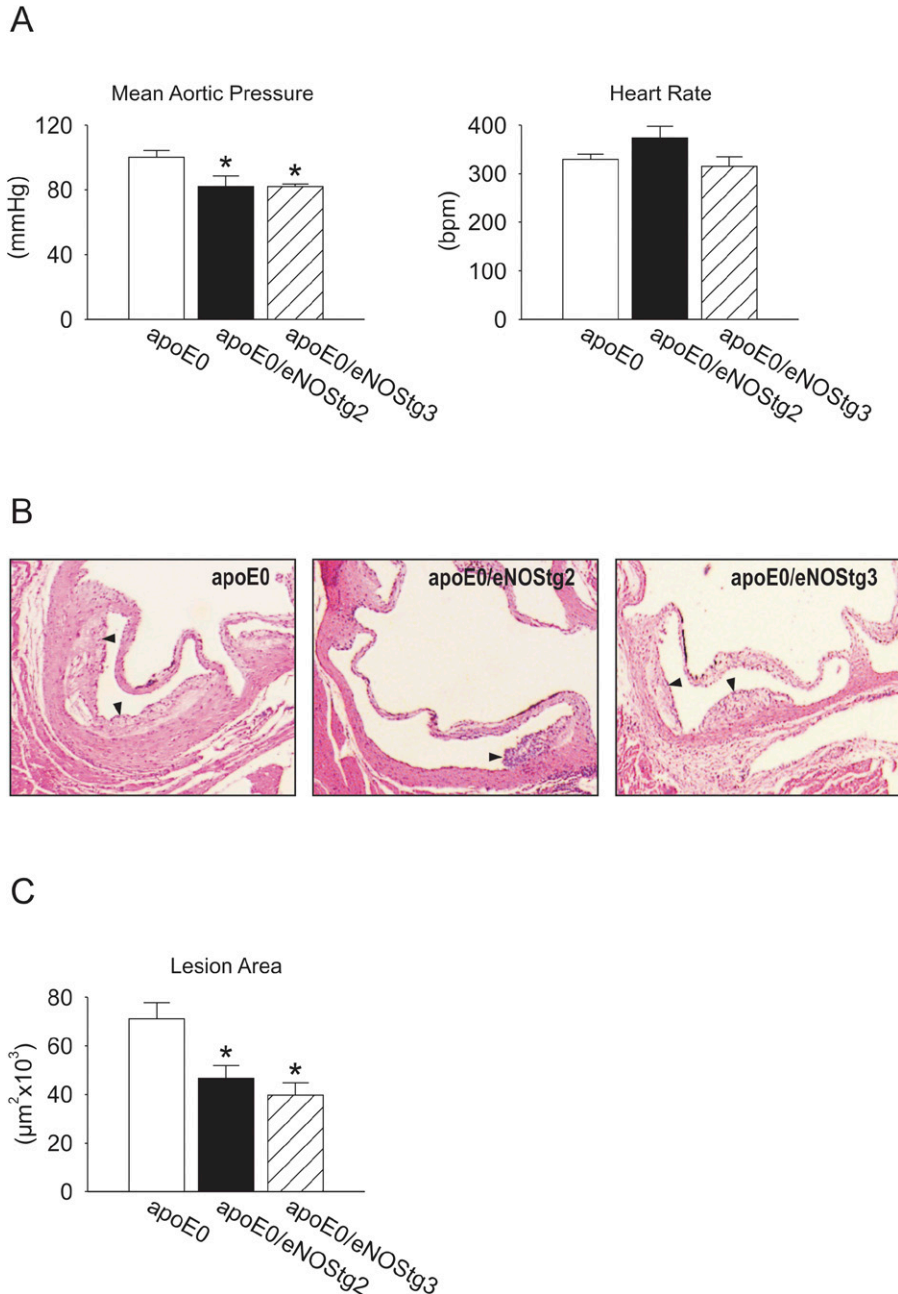 A
Mean Aortic Pressure
120
80
40
0
(mmHg)
*
*
apoE0
apoE0/eNOStg2
apoE0/eNOStg3
Heart Rate
400
300
200
100
0
(bpm)
apoE0
apoE0/eNOStg2
apoE0/eNOStg3
B
apoE0
apoE0/eNOStg2
apoE0/eNOStg3
C
Lesion Area
80
60
40
20
0
(µm²x10³)
*
*
apoE0
apoE0/eNOStg2
apoE0/eNOStg3